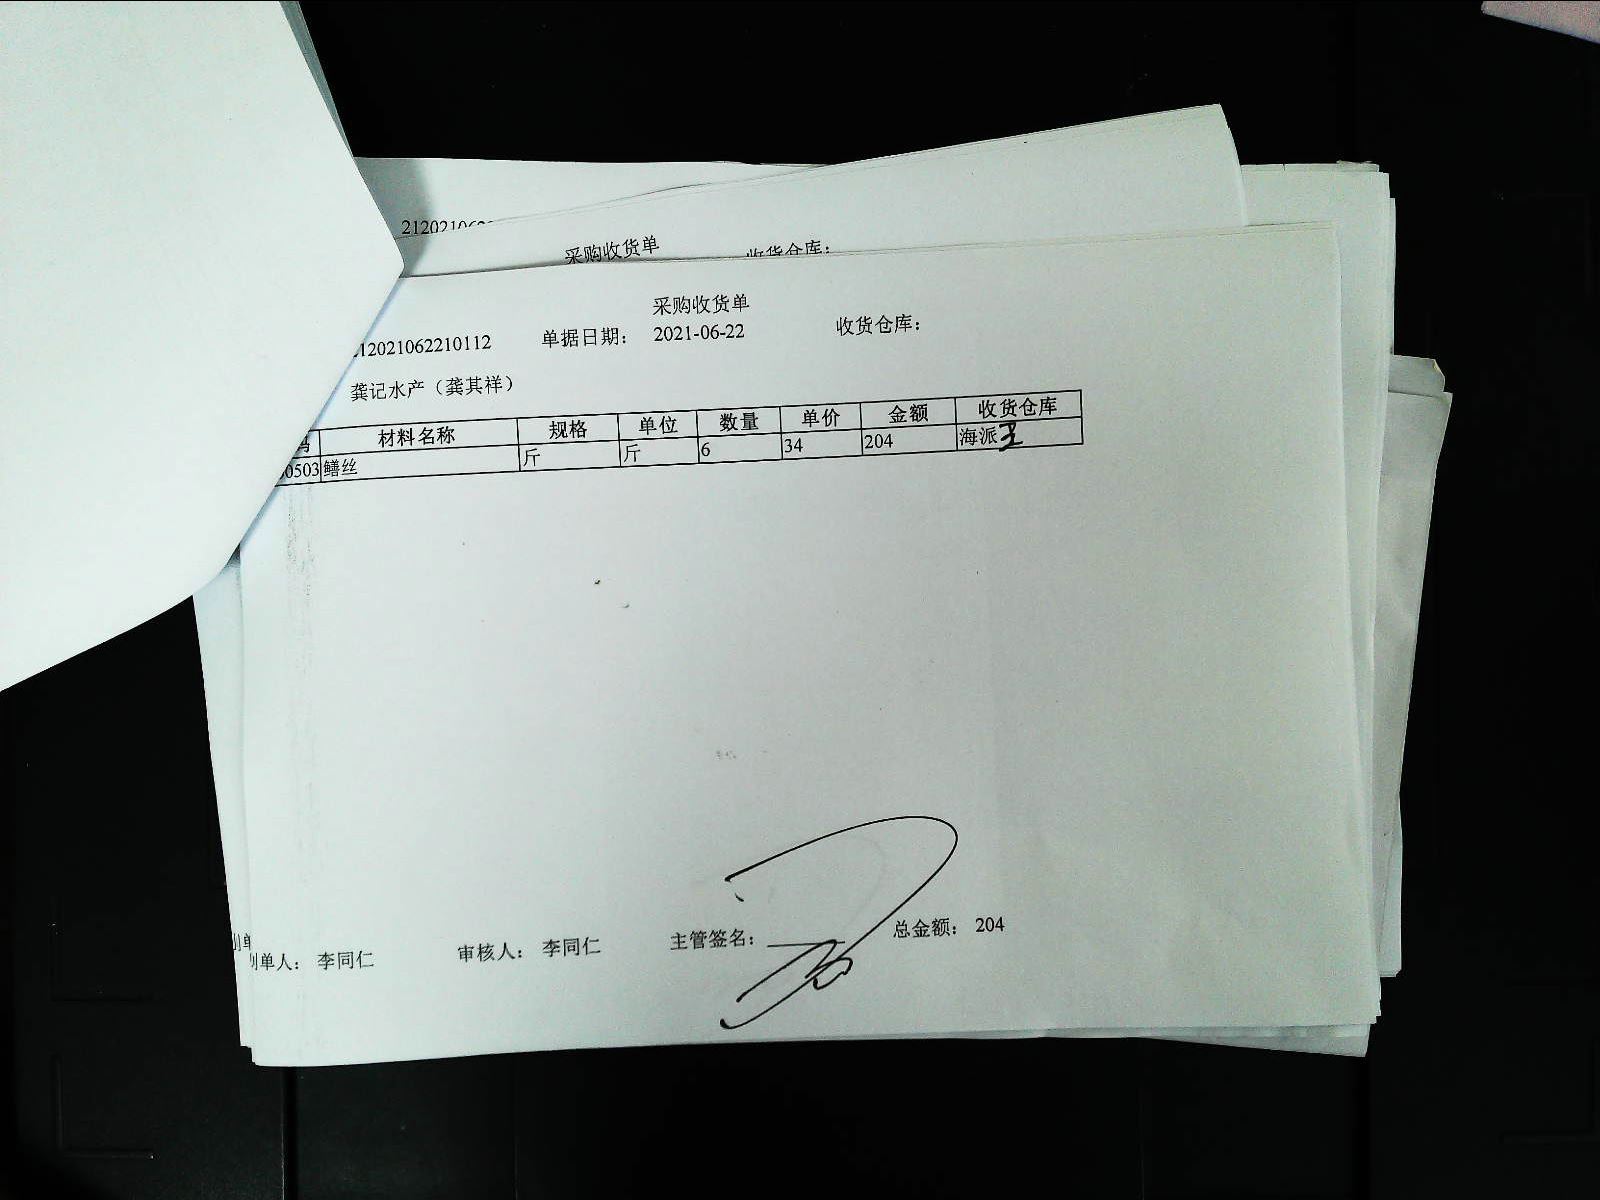 采购收货单 收货仓库:
采购收货单
12021062210112 单据日期: 2021-06-22 收货仓库:
龚记水产（龚其祥）
材料名称 规格 单位 数量 单价 金额 收货仓库
0503 鳝丝 斤 斤 6 34 204 海派
制单人: 李同仁 审核人: 李同仁 主管签名: 总金额: 204